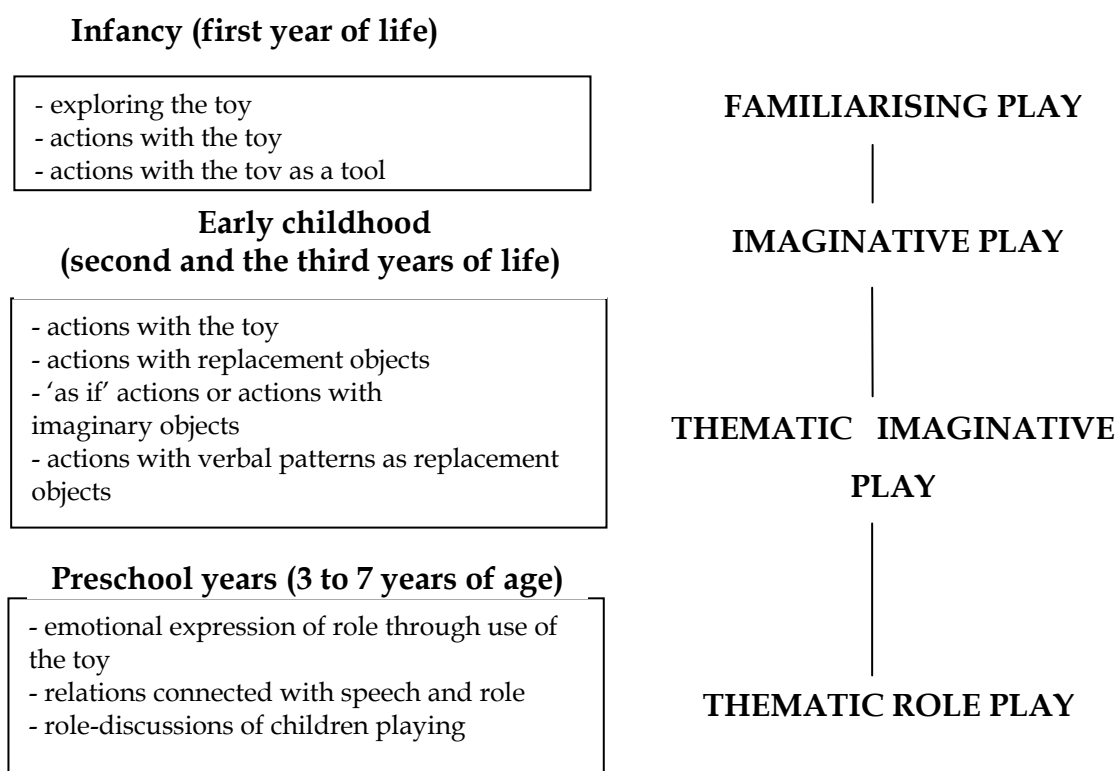 Infancy (first year of life)
- exploring the toy
- actions with the toy
- actions with the tov as a tool
FAMILIARISING PLAY
Early childhood
(second and the third years of life)
IMAGINATIVE PLAY
- actions with the toy
- actions with replacement objects
- ‘as if’ actions or actions with
imaginary objects
- actions with verbal patterns as replacement
objects
THEMATIC IMAGINATIVE
PLAY
Preschool years (3 to 7 years of age)
- emotional expression of role through use of
the toy
- relations connected with speech and role
- role-discussions of children playing
THEMATIC ROLE PLAY